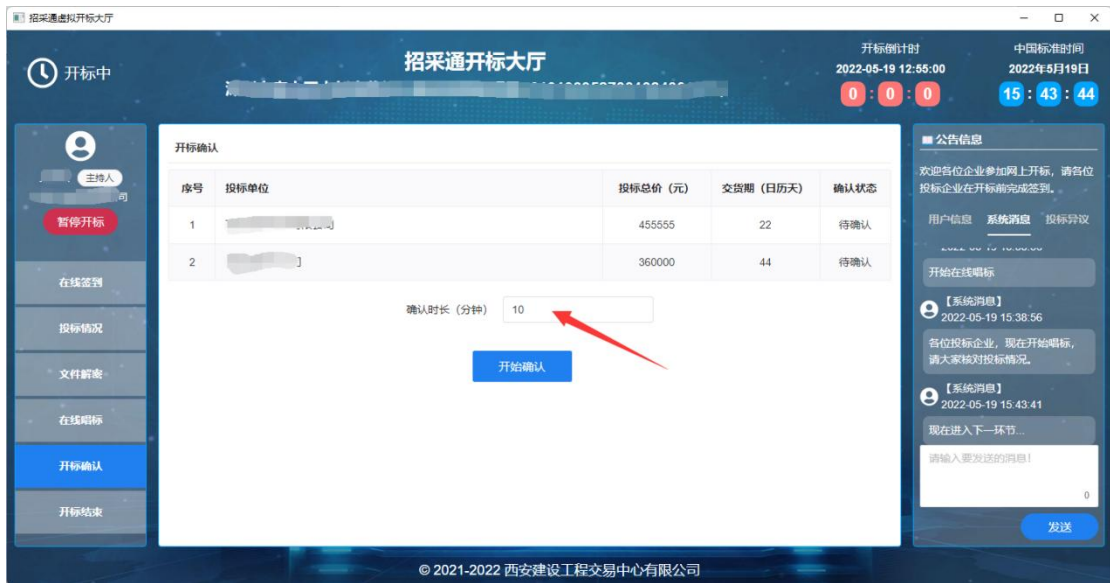 招采通虚拟开标大厅
开标中
招采通开标大厅
开标倒计时
2022-05-19 12:55:00
0 : 0 : 0
中国标准时间
2022年5月19日
15 : 43 : 44
主持人
司
暂停开标
在线签到
投标情况
文件解密
在线唱标
开标确认
开标结束
开标确认
序号 投标单位 投标总价（元） 交货期（日历天） 确认状态
1 455555 22 待确认
2 360000 44 待确认
确认时长（分钟） 10
开始确认
公告信息
欢迎各位企业参加网上开标，请各位
投标企业在开标前完成签到。
用户信息 系统消息 投标异议
开始在线唱标
【系统消息】
2022-05-19 15:38:56
各位投标企业，现在开始唱标，
请大家核对投标情况。
【系统消息】
2022-05-19 15:43:41
现在进入下一环节...
请输入要发送的消息！
0
发送
© 2021-2022 西安建设工程交易中心有限公司